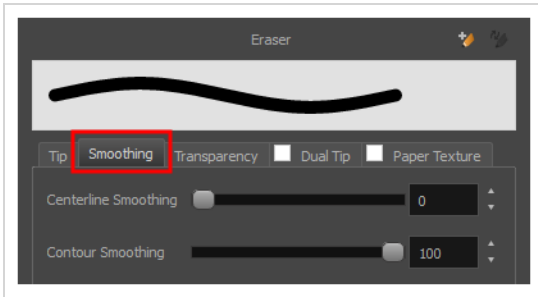 Eraser
Tip Smoothing Transparency Dual Tip Paper Texture
Centerline Smoothing 0
Contour Smoothing 100